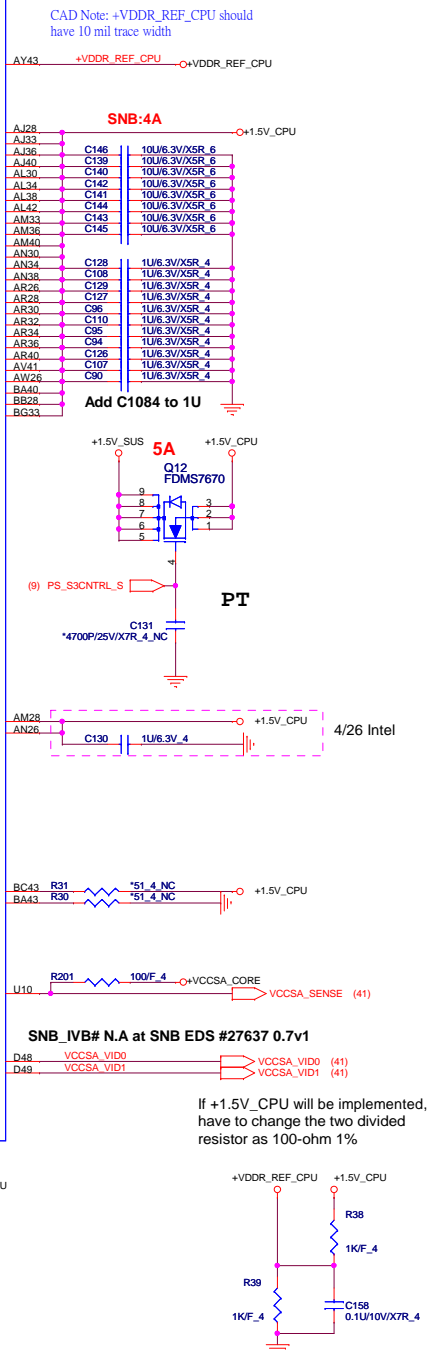 CAD Note: +VDDR_REF_CPU should
have 10 mil trace width
AY43 +VDDR_REF_CPU +VDDR_REF_CPU
SNB:4A
AJ28 +1.5V_CPU
AJ33
AJ36 C146 10U/6.3V/X5R_6
AJ40 C139 10U/6.3V/X5R_6
AL30 C140 10U/6.3V/X5R_6
AL34 C142 10U/6.3V/X5R_6
AL38 C141 10U/6.3V/X5R_6
AL42 C144 10U/6.3V/X5R_6
AM33 C143 10U/6.3V/X5R_6
AM36 C145 10U/6.3V/X5R_6
AM40
AN30
AN34 C128 1U/6.3V/X5R_4
AN38 C108 1U/6.3V/X5R_4
AR26 C129 1U/6.3V/X5R_4
AR28 C127 1U/6.3V/X5R_4
AR30 C96 1U/6.3V/X5R_4
AR32 C110 1U/6.3V/X5R_4
AR34 C95 1U/6.3V/X5R_4
AR36 C94 1U/6.3V/X5R_4
AR40 C126 1U/6.3V/X5R_4
AV41 C107 1U/6.3V/X5R_4
AW26 C90 1U/6.3V/X5R_4
BA40
BB28 Add C1084 to 1U
BG33
+1.5V_SUS 5A +1.5V_CPU
Q12
FDMS7670
9
8 3
7 2
6 1
5
4
(9) PS_S3CNTRL_S
PT
C131
*4700P/25V/X7R_4_NC
AM28 +1.5V_CPU
AN26
4/26 Intel
C130 1U/6.3V_4
BC43 R31 *51_4_NC +1.5V_CPU
BA43 R30 *51_4_NC
R201 100/F_4 +VCCSA_CORE
U10 VCCSA_SENSE (41)
SNB_IVB# N.A at SNB EDS #27637 0.7v1
D48 VCCSA_VID0 VCCSA_VID0 (41)
D49 VCCSA_VID1 VCCSA_VID1 (41)
If +1.5V_CPU will be implemented,
have to change the two divided
resistor as 100-ohm 1%
U
+VDDR_REF_CPU +1.5V_CPU
R38
1K/F_4
R39
1K/F_4
C158
0.1U/10V/X7R_4